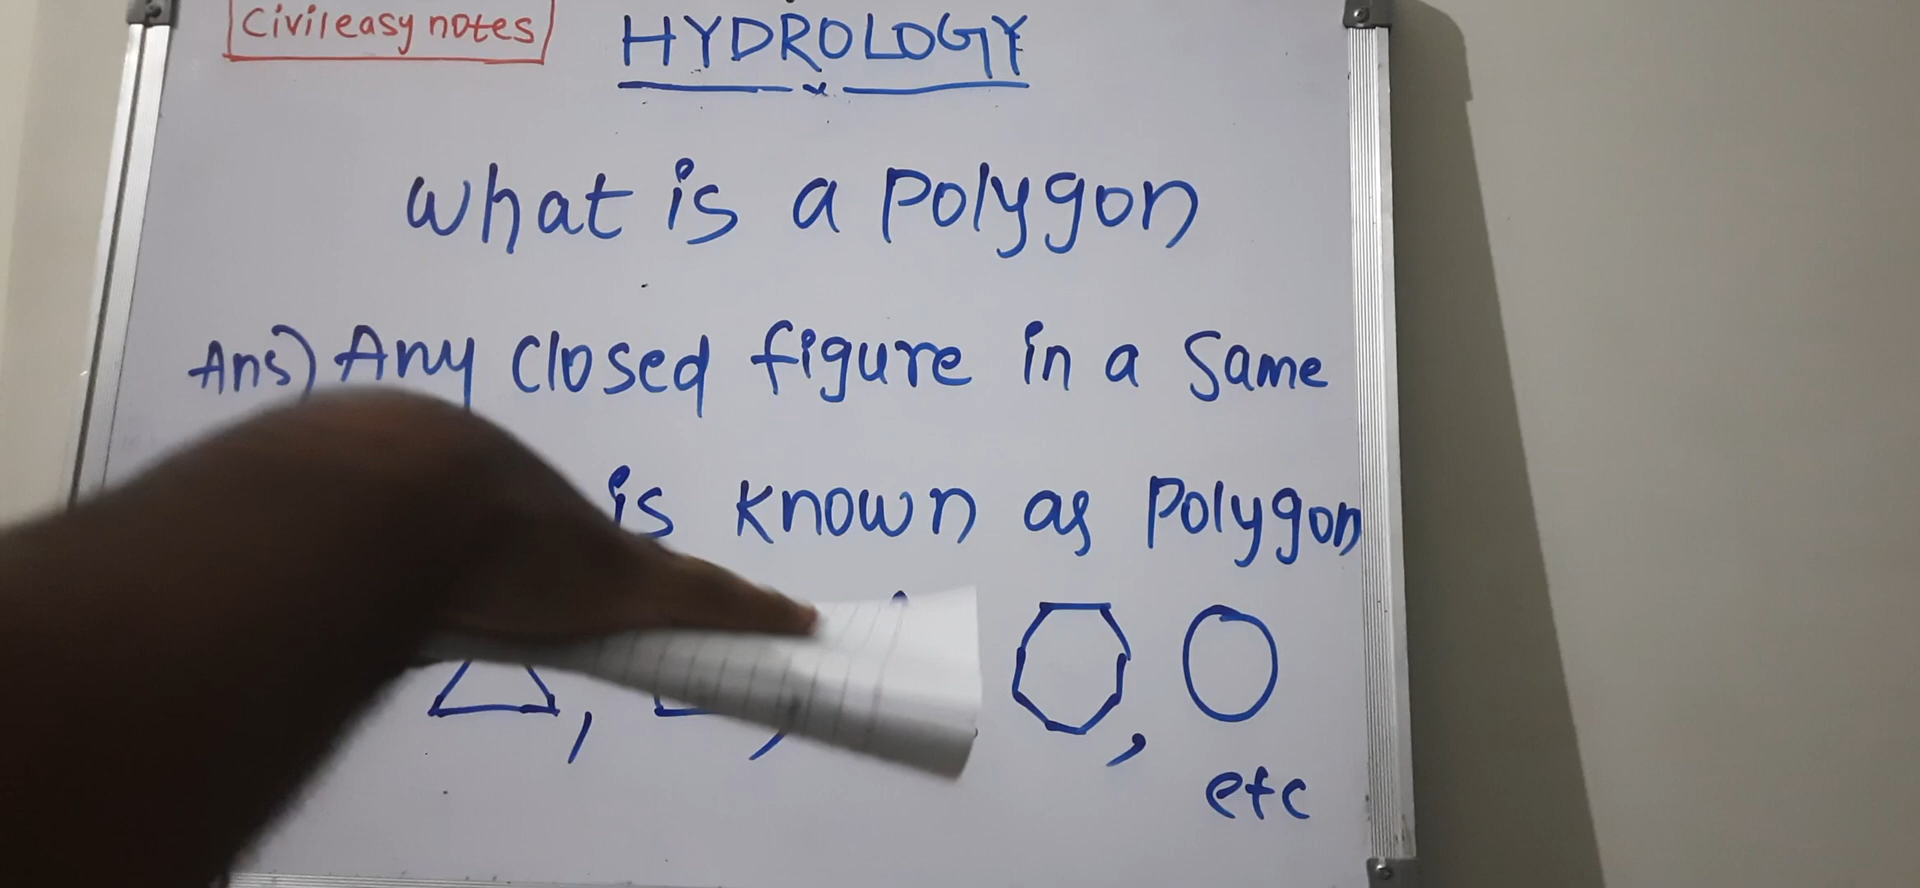 Civileasy notes
HYDROLOGY
What is a Polygon
Ans) Any Closed figure in a Same
is known as Polygon
, , ,
etc